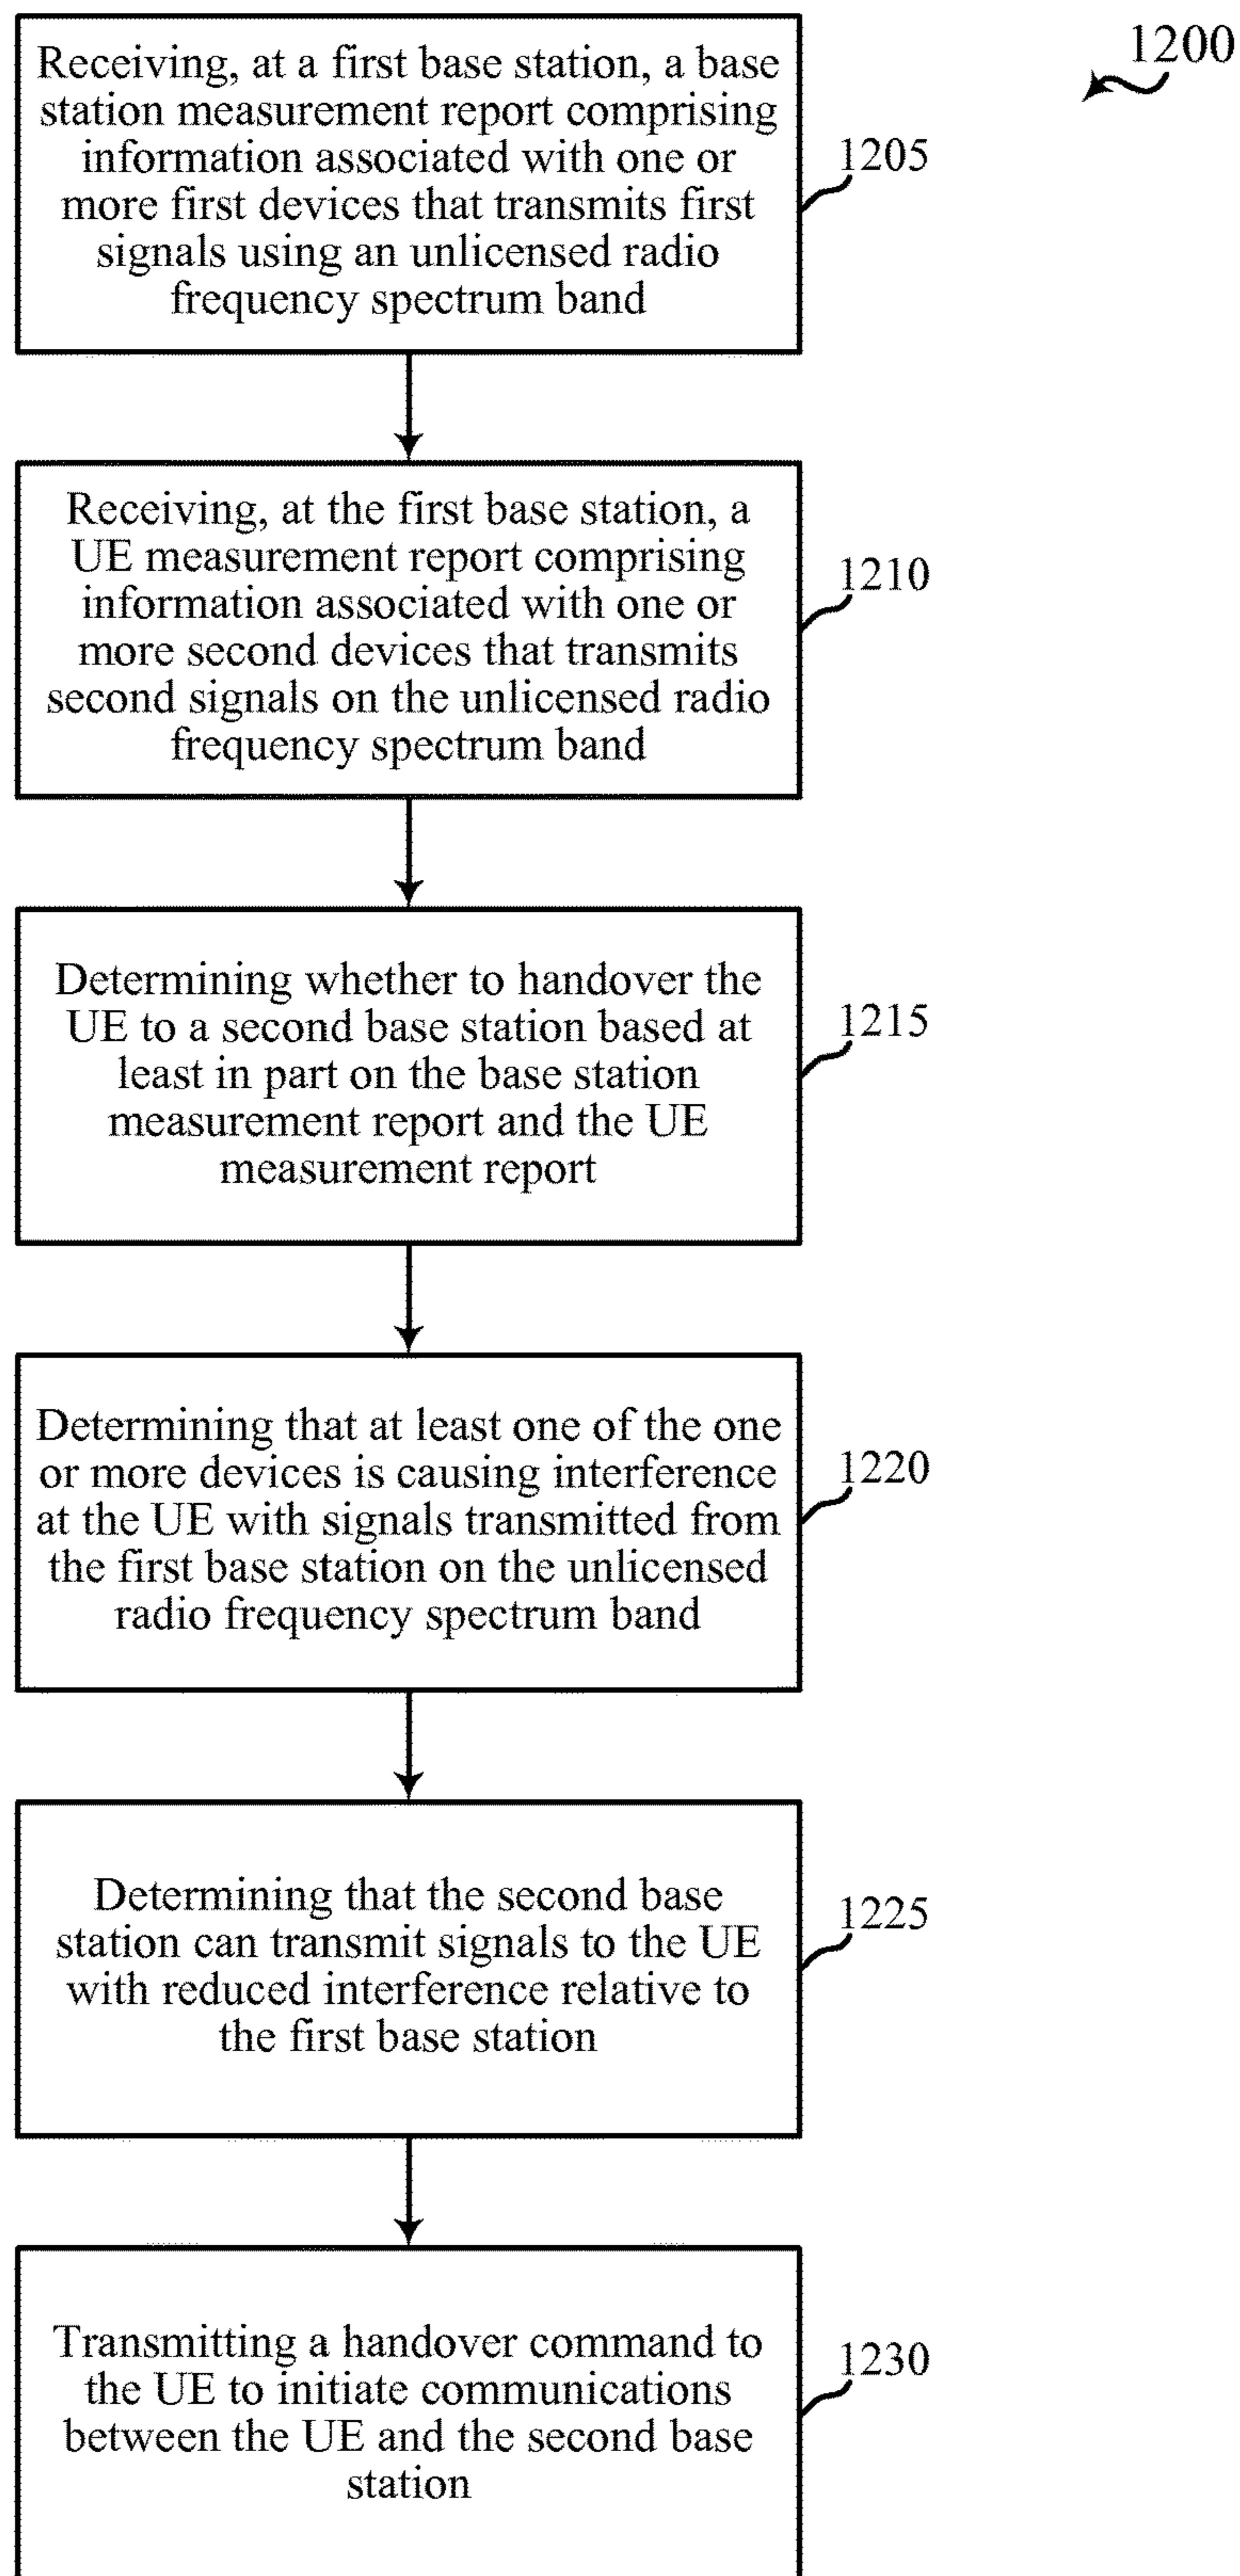 1200
Receiving, at a first base
station measurement report comprising
information associated with one or
more first devices that transmits first
signals using an unlicensed radio
frequency spectrum band
1205
Receiving, at the first base station, a
UE measurement report comprising
information associated with one or
more second devices that transmits
second signals on the unlicensed radio
frequency spectrum band
1210
Determining whether to handover the
UE to a second base station based at
least in part on the base station
measurement report and the UE
measurement report
1215
Determining that at least one of the one
or more devices is causing interference
at the UE with signals transmitted from
the first base station on the unlicensed
radio frequency spectrum band
1220
Determining that the second base
station can transmit signals to the UE
with reduced interference relative to
the first base station
1225
Transmitting a handover command to
the UE to initiate communications
between the UE and the second base
station
1230